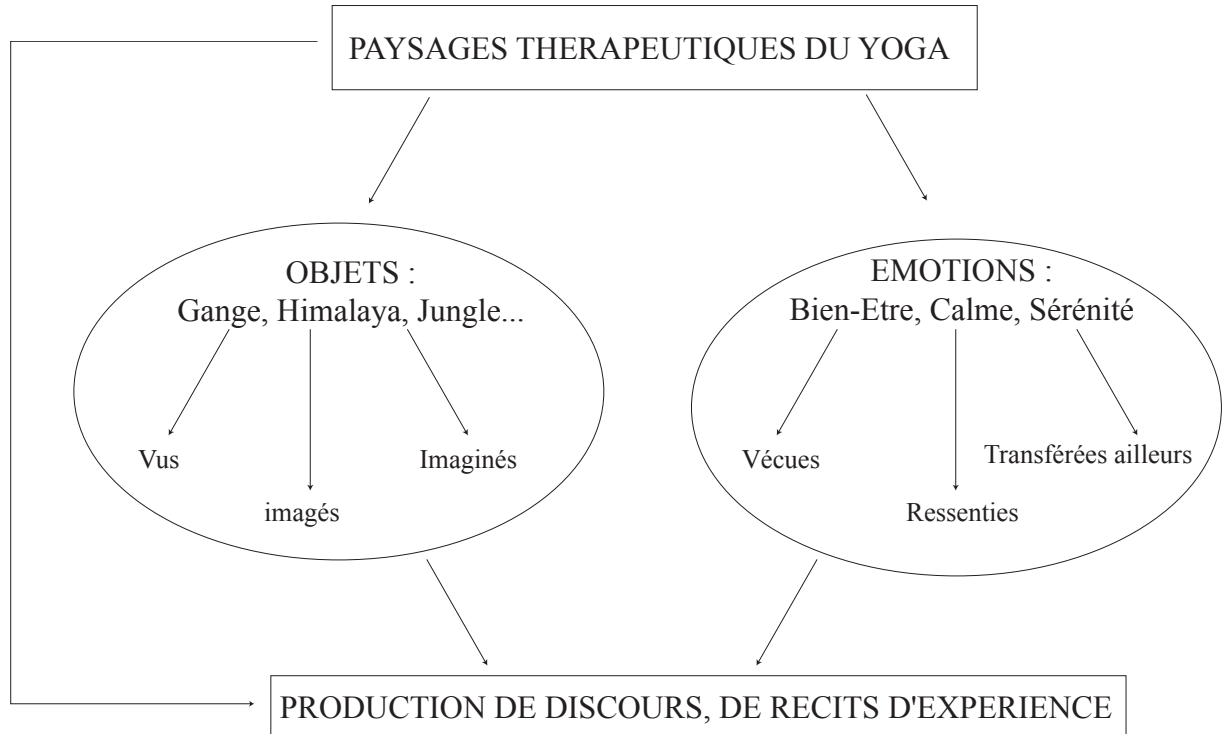 PAYSAGES THERAPEUTIQUES DU YOGA
OBJETS :
Gange, Himalaya, Jungle...
Vus
imagés
Imaginés
EMOTIONS :
Bien-Etre, Calme, Sérénité
Vécues
Ressenties
Transférées ailleurs
PRODUCTION DE DISCOURS, DE RECITS D'EXPERIENCE